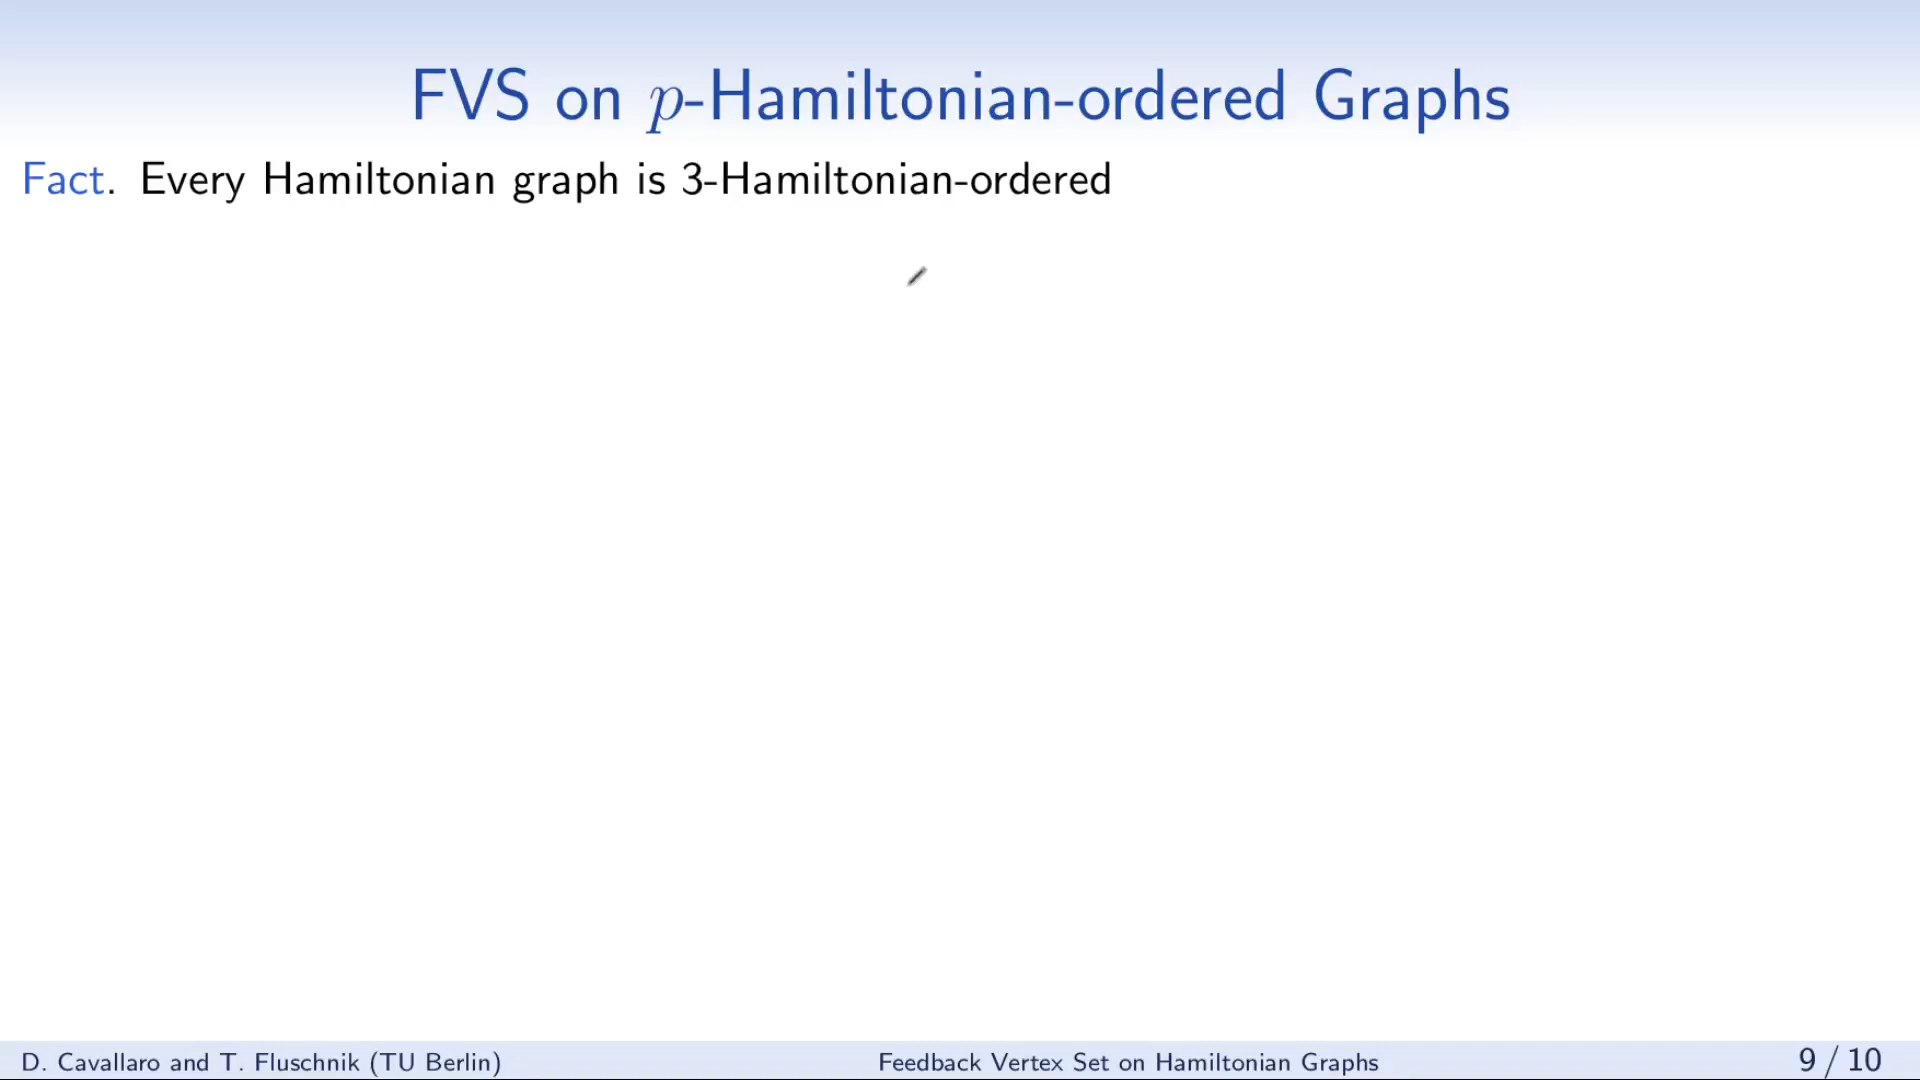 FVS on p-Hamiltonian-ordered Graphs
Fact. Every Hamiltonian graph is 3-Hamiltonian-ordered
D. Cavallaro and T. Fluschnik (TU Berlin)
Feedback Vertex Set on Hamiltonian Graphs
9 / 10